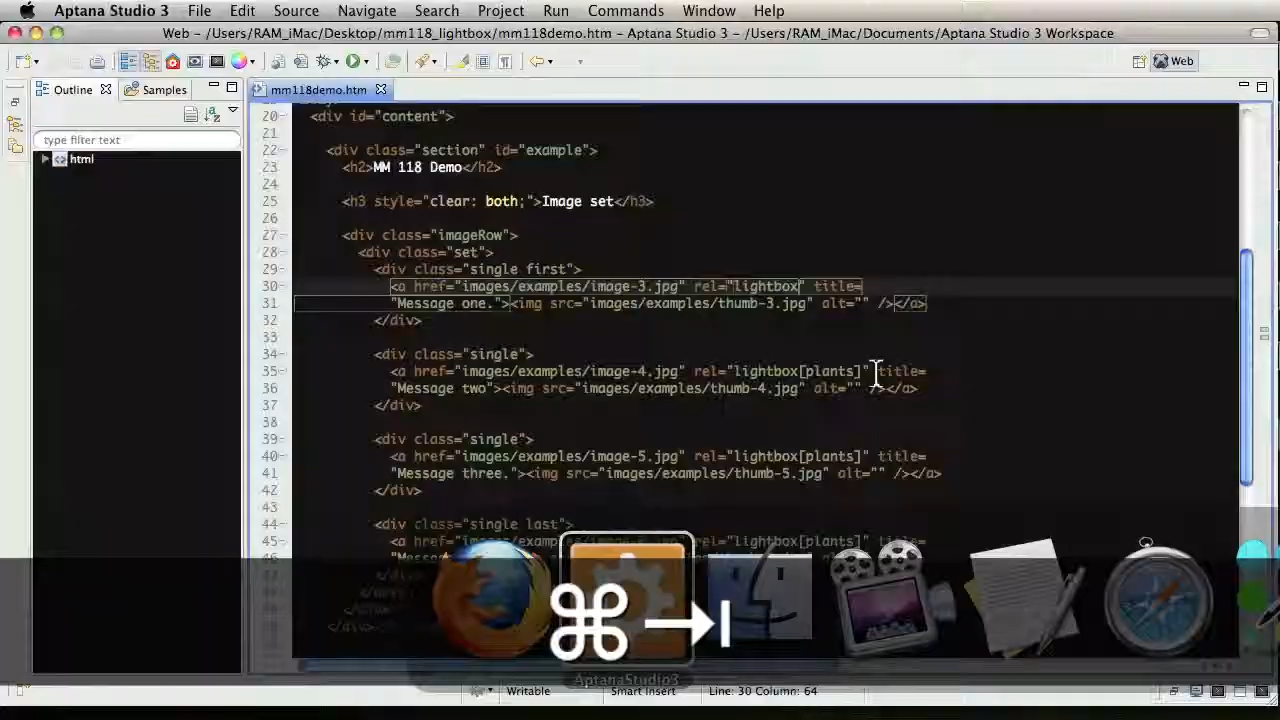 Aptana Studio 3 File Edit Source Navigate Search Project Run Commands Window Help
Web - /Users/RAM_iMac/Desktop/mm118_lightbox/mm118demo.htm - Aptana Studio 3 - /Users/RAM_iMac/Documents/Aptana Studio 3 Workspace
Web
Outline Samples mm118demo.htm
type filter text
html
20 <div id="content">
21
22 <div class="section" id="example">
23 <h2>MM 118 Demo</h2>
24
25 <h3 style="clear: both;">Image set</h3>
26
27 <div class="imageRow">
28 <div class="set">
29 <div class="single first">
30 <a href="images/examples/image-3.jpg" rel="lightbox" title=
31 "Message one."><img src="images/examples/thumb-3.jpg" alt="" /></a>
32 </div>
33
34 <div class="single">
35 <a href="images/examples/image-4.jpg" rel="lightbox[plants]" title=
36 "Message two"><img src="images/examples/thumb-4.jpg" alt="" /></a>
37 </div>
38
39 <div class="single">
40 <a href="images/examples/image-5.jpg" rel="lightbox[plants]" title=
41 "Message three."><img src="images/examples/thumb-5.jpg" alt="" /></a>
42 </div>
43
44 <div class="single last">
45 rel="lightbox[plants]" title=
AptanaStudio3
Writable Smart Insert Line: 30 Column: 64